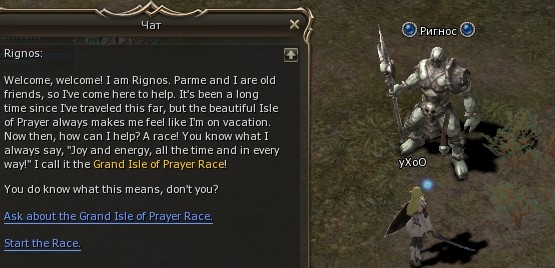 Чат
Rignos:
Welcome, welcome! I am Rignos. Parme and I are old
friends, so I've come here to help. It's been a long
time since I've traveled this far, but the beautiful Isle
of Prayer always makes me feel like I'm on vacation.
Now then, how can I help? A race! You know what I
always say, "Joy and energy, all the time and in every
way!" I call it the Grand Isle of Prayer Race!
You do know what this means, don't you?
Ask about the Grand Isle of Prayer Race.
Start the Race.
Ригнос
yXoO